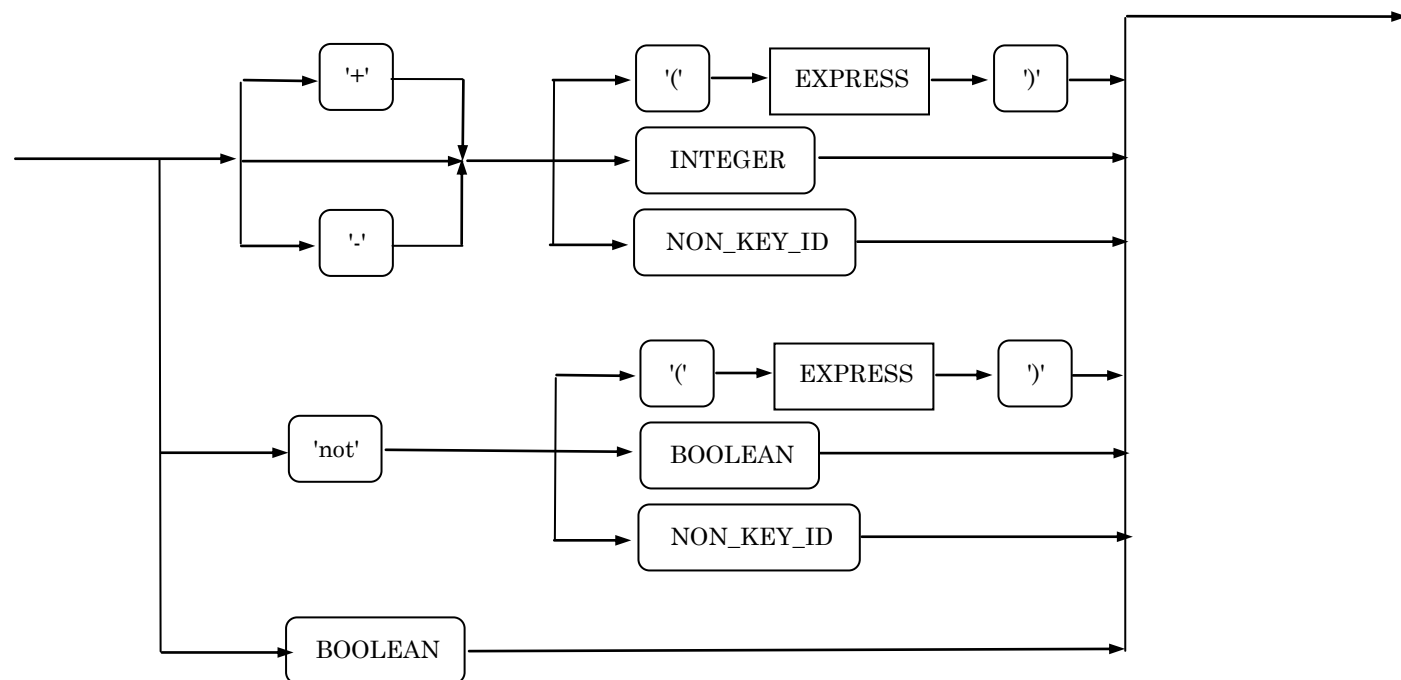 '+'
'(' EXPRESS ')'
INTEGER
'-'
NON_KEY_ID
'(' EXPRESS ')'
'not'
BOOLEAN
NON_KEY_ID
BOOLEAN